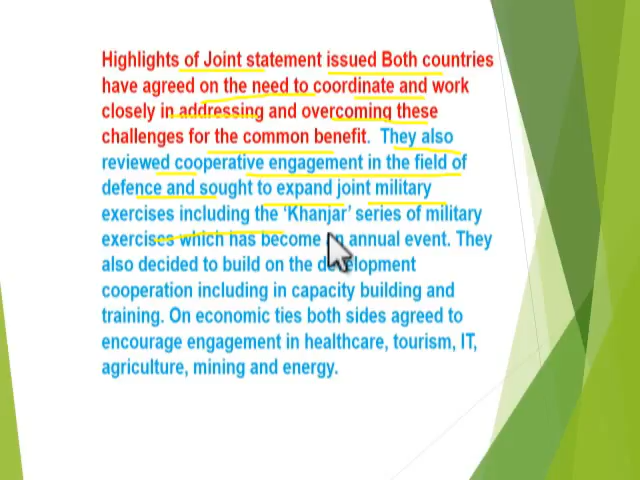 Highlights of Joint statement issued Both countries
have agreed on the need to coordinate and work
closely in addressing and overcoming these
challenges for the common benefit. They also
reviewed cooperative engagement in the field of
defence and sought to expand joint military
exercises including the ‘Khanjar’ series of military
exercises which has become an annual event. They
also decided to build on the development
cooperation including in capacity building and
training. On economic ties both sides agreed to
encourage engagement in healthcare, tourism, IT,
agriculture, mining and energy.